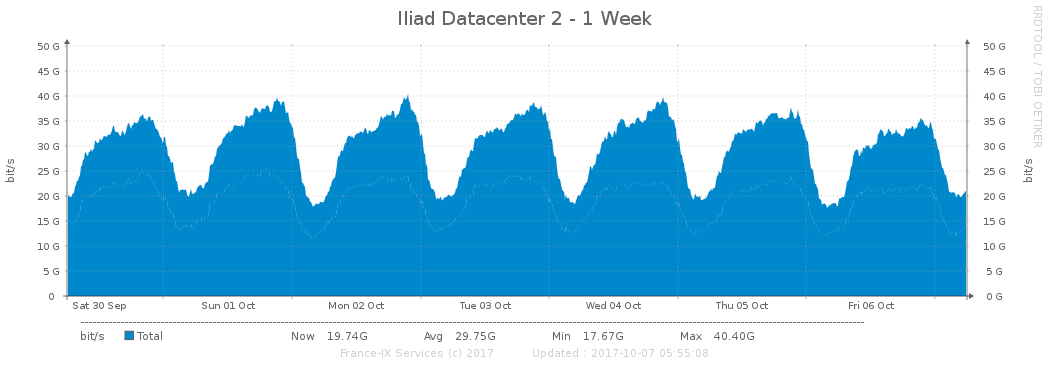 Iliad Datacenter 2 - 1 Week
RRDTOOL / TOBI OETIKER
50 G 50 G
45 G 45 G
40 G 40 G
35 G 35 G
30 G 30 G
25 G 25 G
20 G 20 G
15 G 15 G
10 G 10 G
5 G 5 G
0 0 G
bit/s bit/s
Sat 30 Sep Sun 01 Oct Mon 02 Oct Tue 03 Oct Wed 04 Oct Thu 05 Oct Fri 06 Oct
bit/s Total Now 19.74G Avg 29.75G Min 17.67G Max 40.40G
France-IX Services (c) 2017 Updated : 2017-10-07 05:55:08